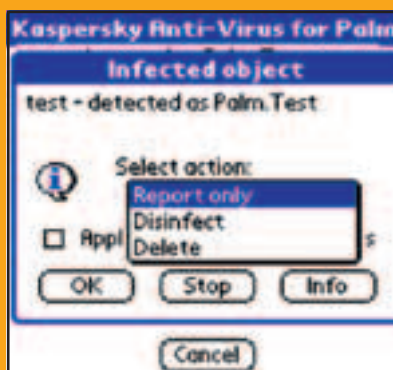 Kaspersky Anti-Virus for Palm
Infected object
test - detected as Palm.Test
Select action:
Report only
Disinfect
Appl s
Delete
OK Stop Info
Cancel